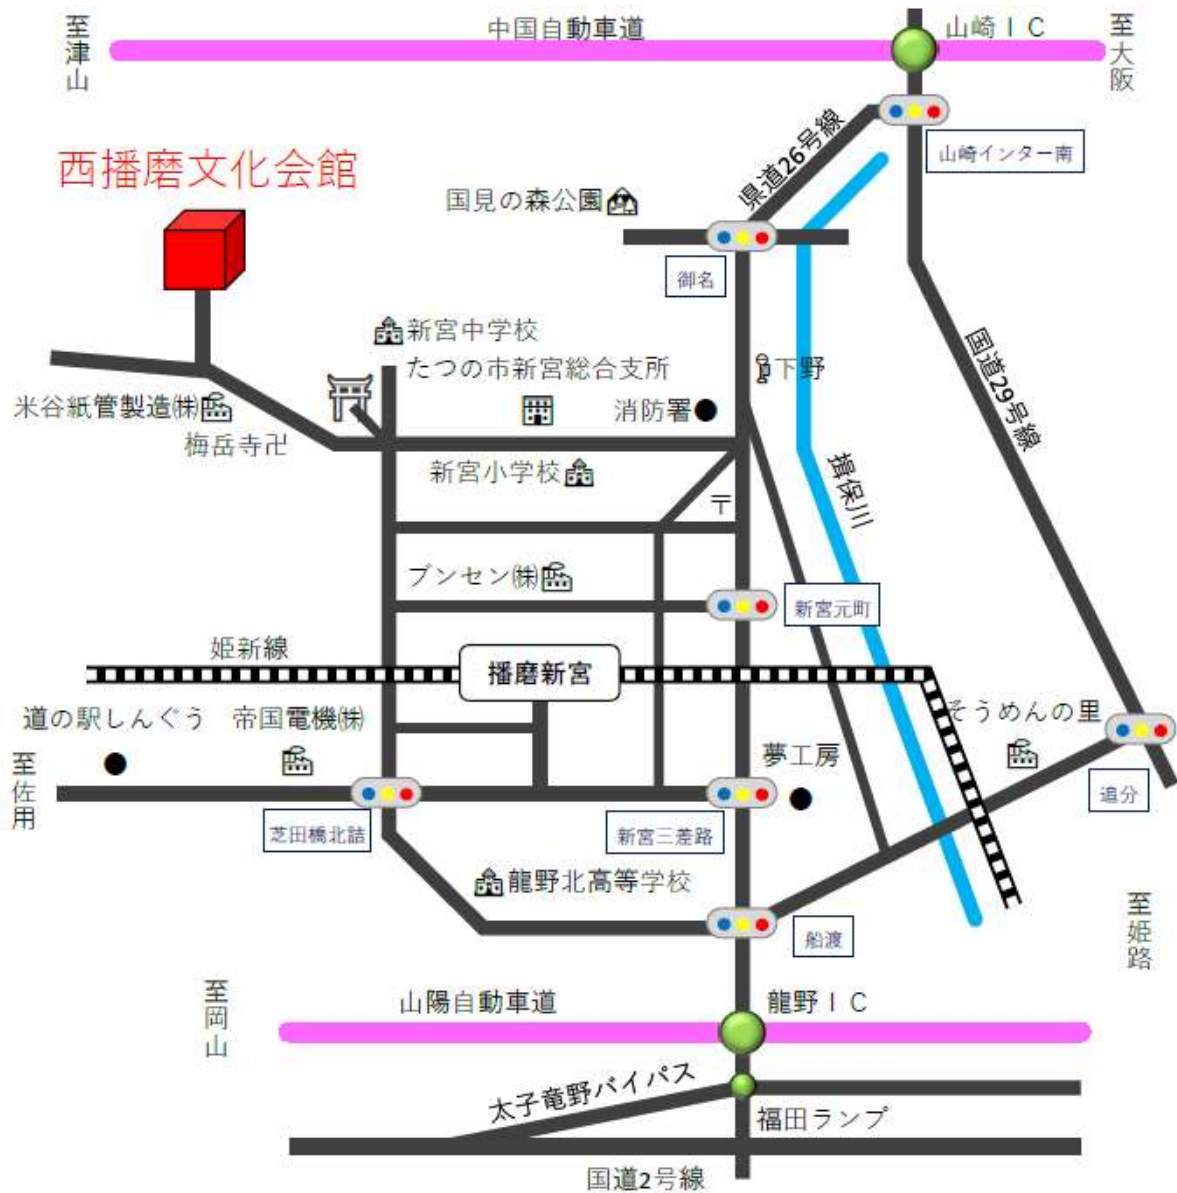 至津山
中国自動車道
山崎ＩＣ
至大阪
西播磨文化会館
県道26号線
山崎インター南
国見の森公園
御名
新宮中学校
たつの市新宮総合支所
下野
国道29号線
米谷紙管製造㈱
消防署●
梅岳寺卍
新宮小学校
揖保川
〒
ブンセン㈱
新宮元町
姫新線
播磨新宮
道の駅しんぐう
帝国電機㈱
そうめんの里
至佐用
夢工房
追分
芝田橋北詰
新宮三差路
龍野北高等学校
船渡
至姫路
至岡山
山陽自動車道
龍野ＩＣ
太子竜野バイパス
福田ランプ
国道2号線